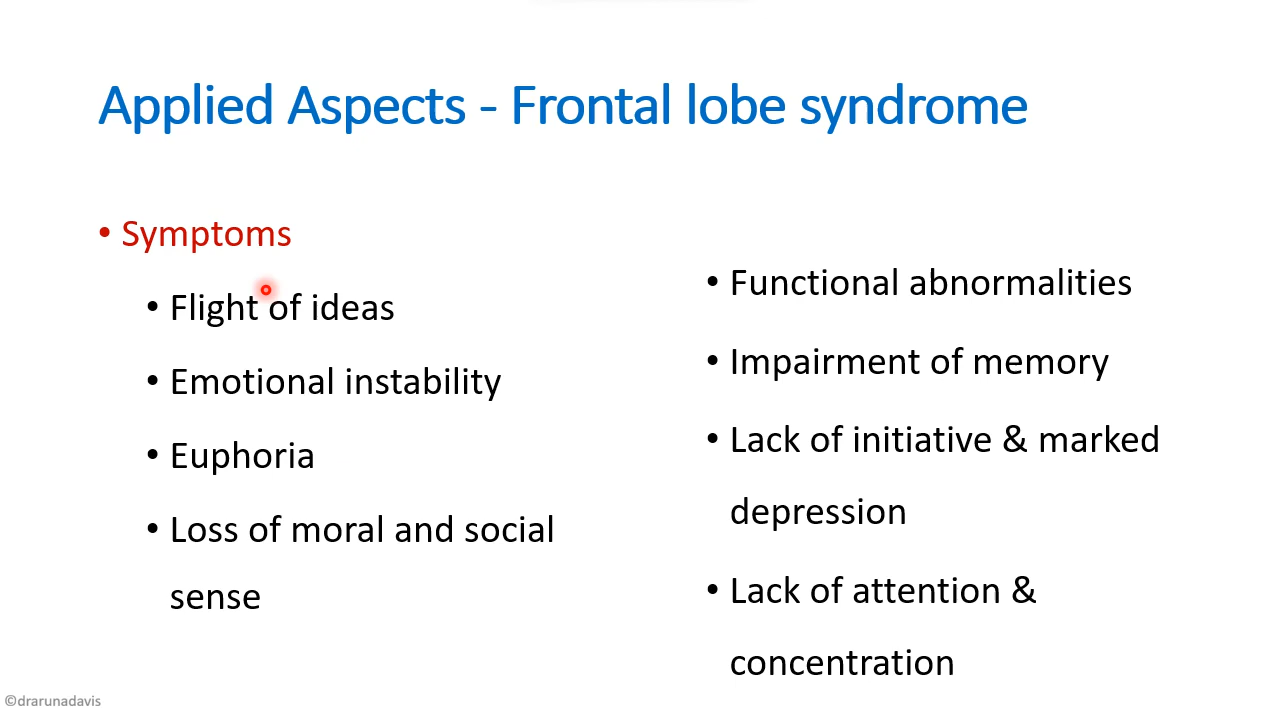 Applied Aspects - Frontal lobe syndrome
• Symptoms
• Flight of ideas
• Emotional instability
• Euphoria
• Loss of moral and social
sense
• Functional abnormalities
• Impairment of memory
• Lack of initiative & marked
depression
• Lack of attention &
concentration
©drarunadavis